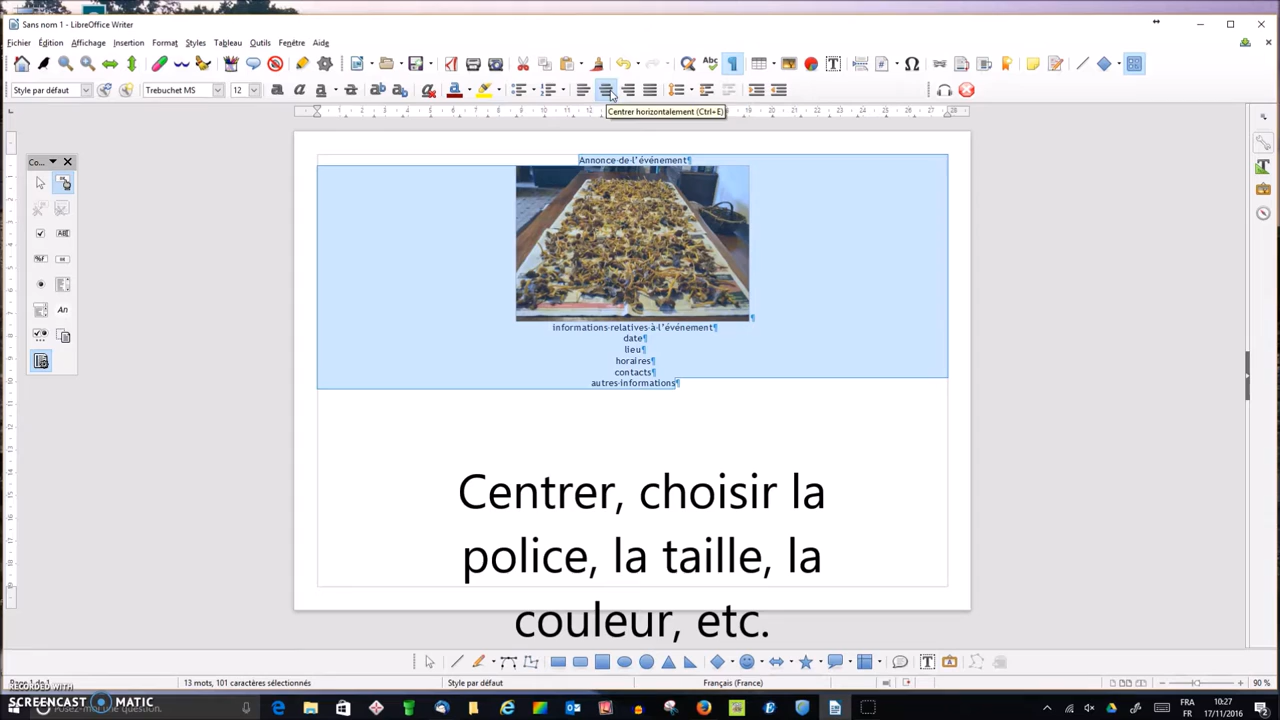 Sans nom 1 - LibreOffice Writer
Fichier Édition Affichage Insertion Format Styles Tableau Outils Fenêtre Aide
Style par défaut Trebuchet MS 12
Centrer horizontalement (Ctrl+E)
Co...
Annonce·de·l'événement¶
¶
informations·relatives·à·l'événement¶
date¶
lieu¶
horaires¶
contacts¶
autres·informations¶
Centrer, choisir la
police, la taille, la
couleur, etc.
13 mots, 101 caractères sélectionnés Style par défaut Français (France) 90 %
RECORDED WITH
SCREENCAST MATIC
FRA
FR
10:27
17/11/2016
2